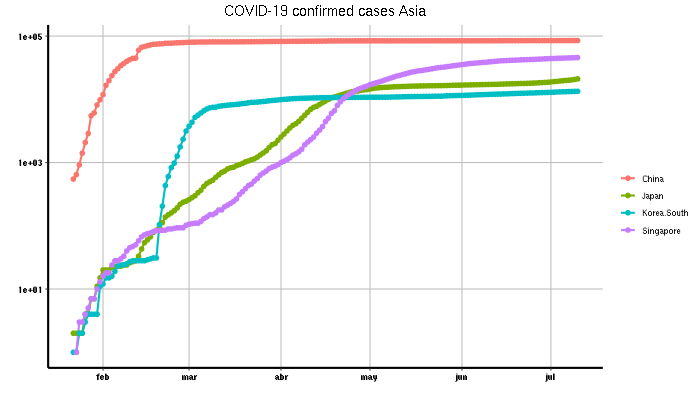 COVID-19 confirmed cases Asia
1e+05
1e+03
1e+01
feb mar abr may jun jul
China
Japan
Korea.South
Singapore